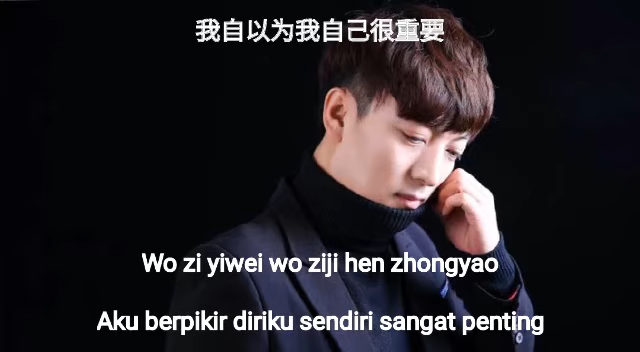 我自以为我自己很重要
Wo zi yiwei wo ziji hen zhongyao
Aku berpikir diriku sendiri sangat penting